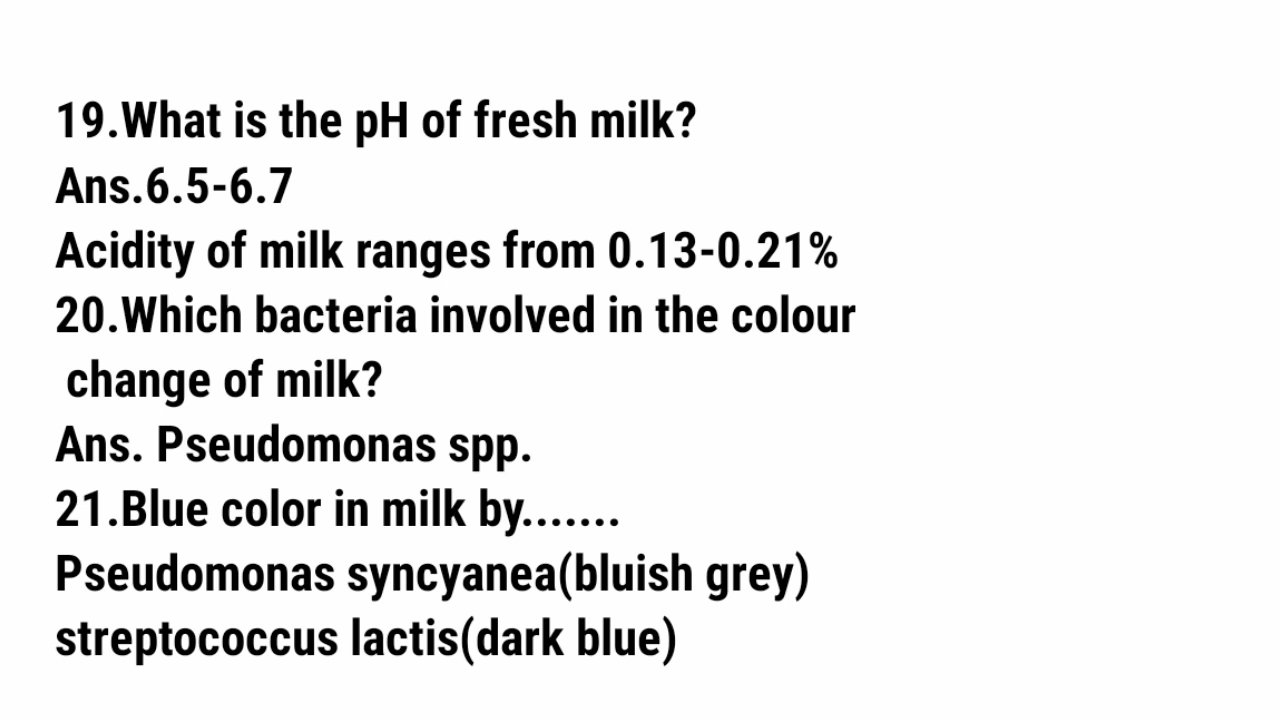 19.What is the pH of fresh milk?
Ans.6.5-6.7
Acidity of milk ranges from 0.13-0.21%
20.Which bacteria involved in the colour
change of milk?
Ans. Pseudomonas spp.
21.Blue color in milk by.......
Pseudomonas syncyanea(bluish grey)
streptococcus lactis(dark blue)